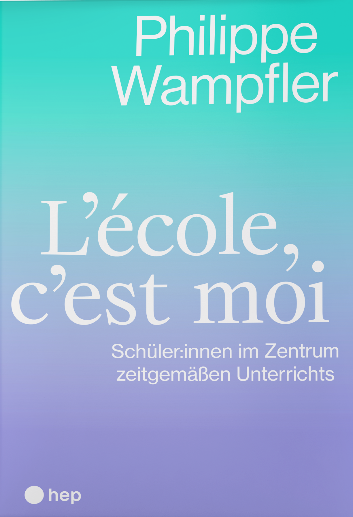 Philippe
Wampfler
L’école,
c’est moi
Schüler:innen im Zentrum
zeitgemäßen Unterrichts
hep